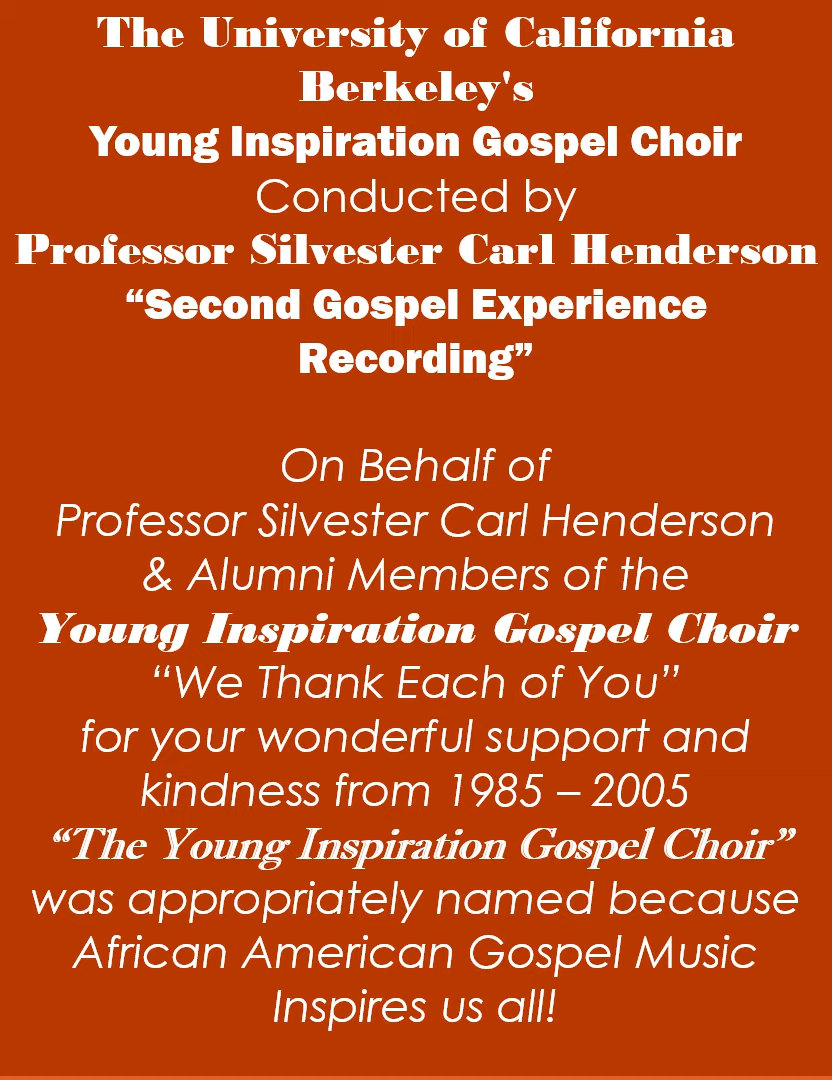 The University of California
Berkeley's
Young Inspiration Gospel Choir
Conducted by
Professor Silvester Carl Henderson
“Second Gospel Experience
Recording”
On Behalf of
Professor Silvester Carl Henderson
& Alumni Members of the
Young Inspiration Gospel Choir
“We Thank Each of You”
for your wonderful support and
kindness from 1985 – 2005
“The Young Inspiration Gospel Choir”
was appropriately named because
African American Gospel Music
Inspires us all!